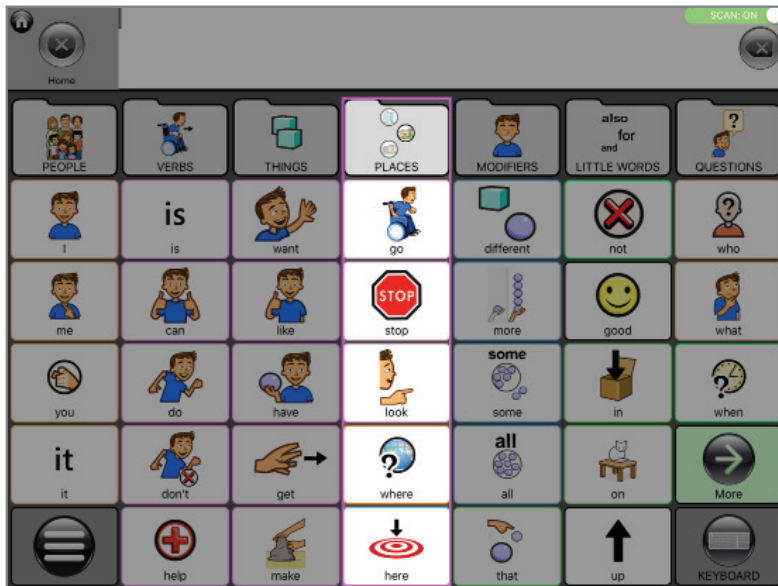 SCAN: ON
Home
also
for
and
PEOPLE VERBS THINGS PLACES MODIFIERS LITTLE WORDS QUESTIONS
is
I is want go different not who
STOP
me can like stop more good what
some
you do have look some in when
it all
it don't get where all on More
help make here that up KEYBOARD